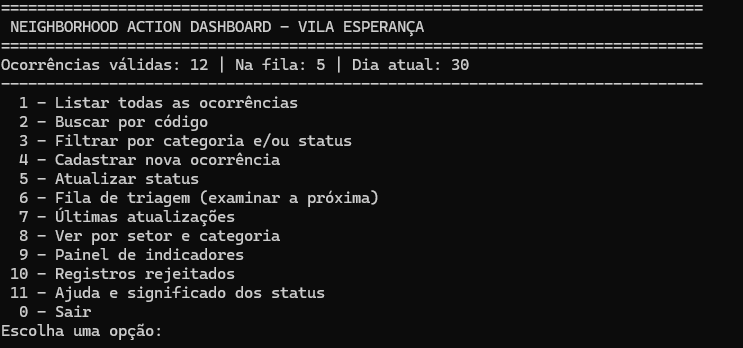 ==============================================================================
NEIGHBORHOOD ACTION DASHBOARD - VILA ESPERANÇA
==============================================================================
Ocorrências válidas: 12 | Na fila: 5 | Dia atual: 30
------------------------------------------------------------------------------
1 - Listar todas as ocorrências
2 - Buscar por código
3 - Filtrar por categoria e/ou status
4 - Cadastrar nova ocorrência
5 - Atualizar status
6 - Fila de triagem (examinar a próxima)
7 - Últimas atualizações
8 - Ver por setor e categoria
9 - Painel de indicadores
10 - Registros rejeitados
11 - Ajuda e significado dos status
0 - Sair
Escolha uma opção: